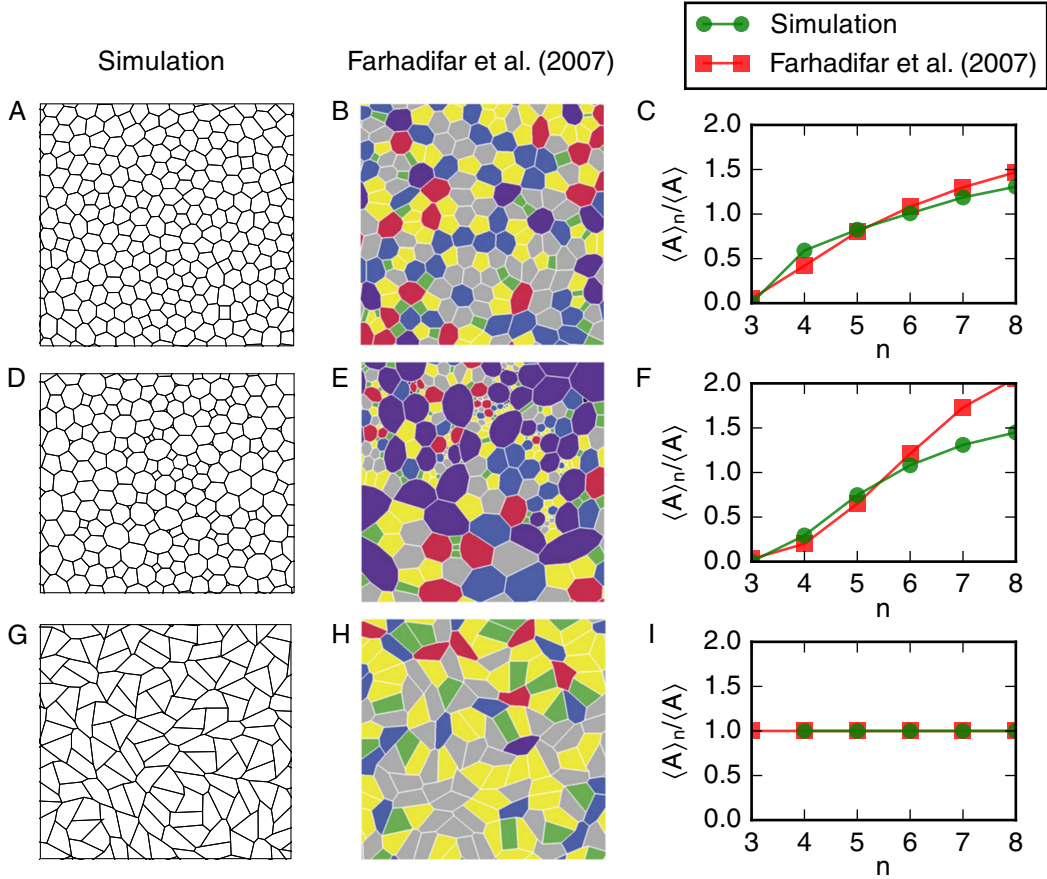 Simulation
Farhadifar et al. (2007)
Simulation
Farhadifar et al. (2007)
A
B
C
2.0
1.5
1.0
0.5
0.0
⟨A⟩n/⟨A⟩
3 4 5 6 7 8
n
D
E
F
2.0
1.5
1.0
0.5
0.0
⟨A⟩n/⟨A⟩
3 4 5 6 7 8
n
G
H
I
2.0
1.5
1.0
0.5
0.0
⟨A⟩n/⟨A⟩
3 4 5 6 7 8
n